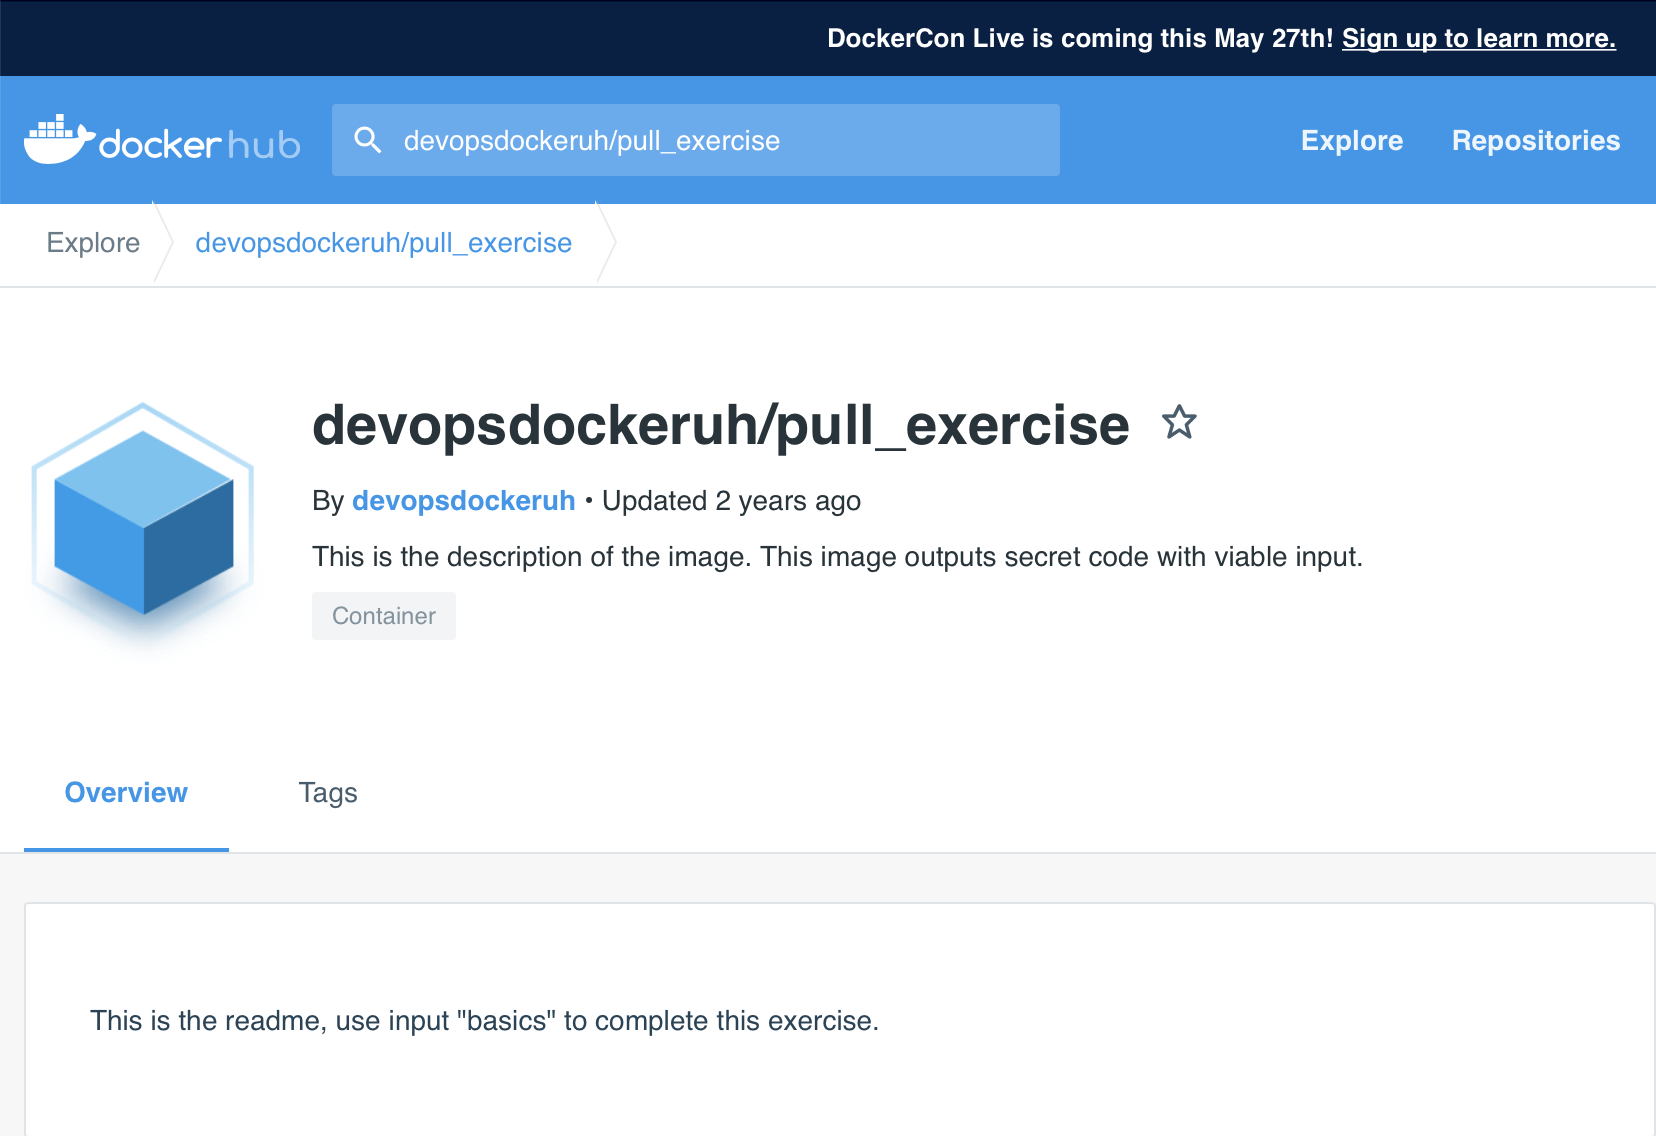 DockerCon Live is coming this May 27th! Sign up to learn more.
docker hub
devopsdockeruh/pull_exercise
Explore
Repositories
Explore
devopsdockeruh/pull_exercise
devopsdockeruh/pull_exercise
By devopsdockeruh • Updated 2 years ago
This is the description of the image. This image outputs secret code with viable input.
Container
Overview
Tags
This is the readme, use input "basics" to complete this exercise.